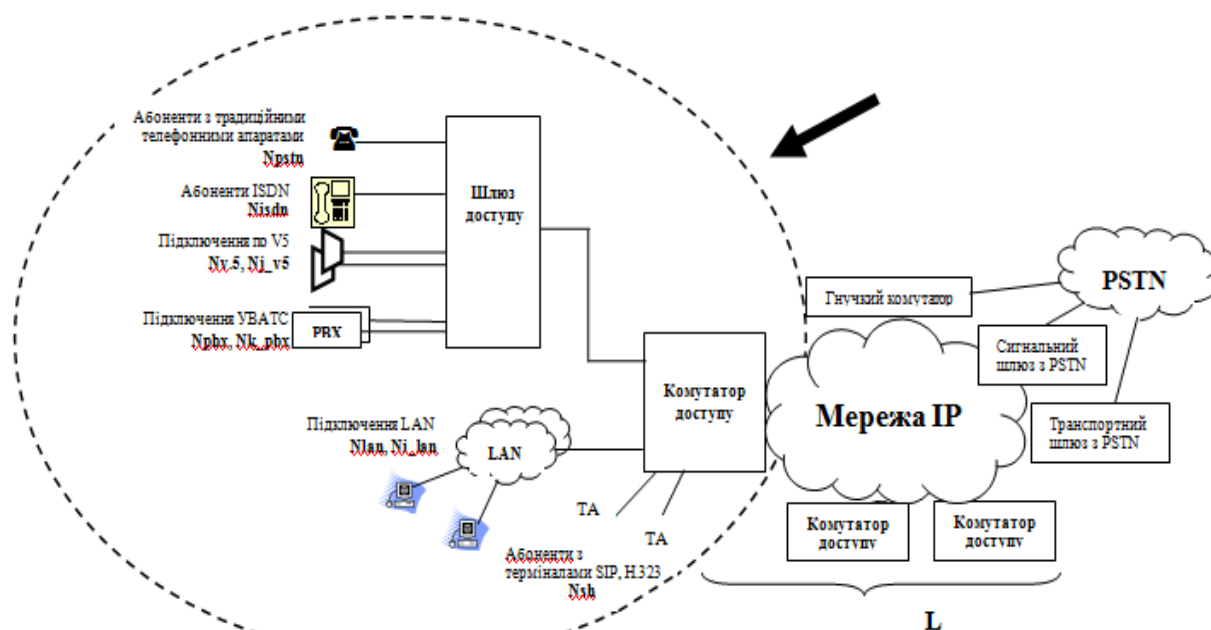 Абоненти з традиційними
телефонними апаратами
Npstn
Абоненти ISDN
Nisdn
Підключення по V5
Nv.5, Nj_v5
Підключення УВАТС
Npbx, Nk_pbx
PBX
Шлюз
доступу
Підключення LAN
Nlan, Ni_lan
LAN
Комутатор
доступу
ТА
ТА
Абоненти з
терміналами SIP, H.323
Nsh
Гнучкий комутатор
PSTN
Сигнальний
шлюз з PSTN
Мережа IP
Транспортний
шлюз з PSTN
Комутатор
доступу
Комутатор
доступу
L